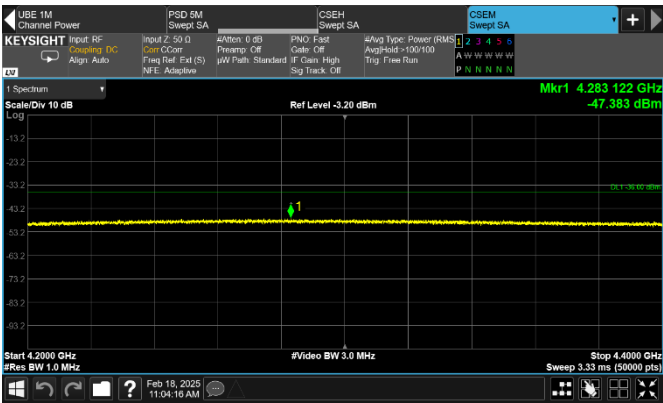 UBE 1M
Channel Power
PSD 5M
Swept SA
CSEH
Swept SA
CSEM
Swept SA
KEYSIGHT
Input: RF
Coupling: DC
Align: Auto
Input Z: 50 Ω
Corr CCorr
Freq Ref: Ext (S)
NFE: Adaptive
#Atten: 0 dB
Preamp: Off
µW Path: Standard
PNO: Fast
Gate: Off
IF Gain: High
Sig Track: Off
#Avg Type: Power (RMS)
Avg|Hold:>100/100
Trig: Free Run
1 2 3 4 5 6
A W W W W W
P N N N N N
LXI
1 Spectrum
Scale/Div 10 dB
Ref Level -3.20 dBm
Mkr1 4.283 122 GHz
-47.383 dBm
Log
-13.2
-23.2
-33.2
DL1 -36.00 dBm
-43.2
1
-53.2
-63.2
-73.2
-83.2
-93.2
Start 4.2000 GHz
#Video BW 3.0 MHz
Stop 4.4000 GHz
#Res BW 1.0 MHz
Sweep 3.33 ms (50000 pts)
?
Feb 18, 2025
11:04:16 AM